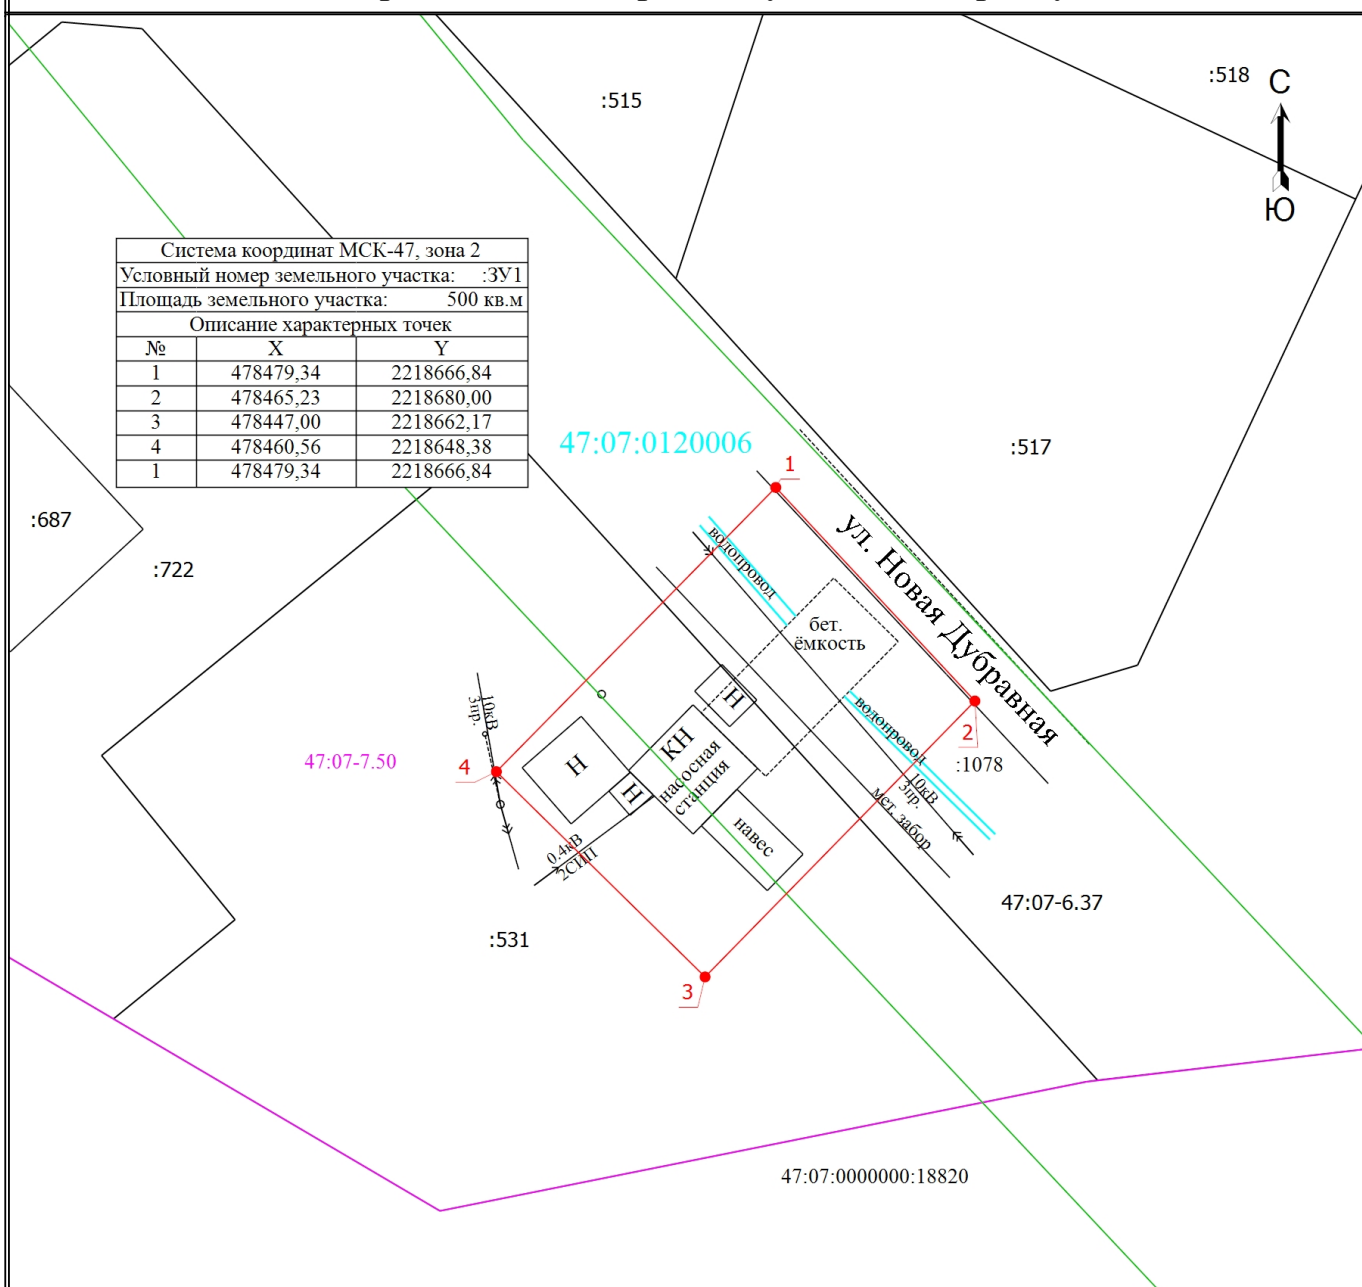 :518
С
:515
Ю
Система координат МСК-47, зона 2
Условный номер земельного участка: :ЗУ1
Площадь земельного участка: 500 кв.м
Описание характерных точек
№ X Y
1 478479,34 2218666,84
2 478465,23 2218680,00
3 478447,00 2218662,17
4 478460,56 2218648,38
1 478479,34 2218666,84
47:07:0120006
:517
1
:687
ул. Новая Дубравная
водопровод
:722
бет.
ёмкость
Н
10кВ
3пр.
КН
насосная
станция
водопровод
2
47:07-7.50
4
Н
:1078
Н
10кВ
3пр.
мет. забор
навес
0.4кВ
2СИП
47:07-6.37
:531
3
47:07:0000000:18820